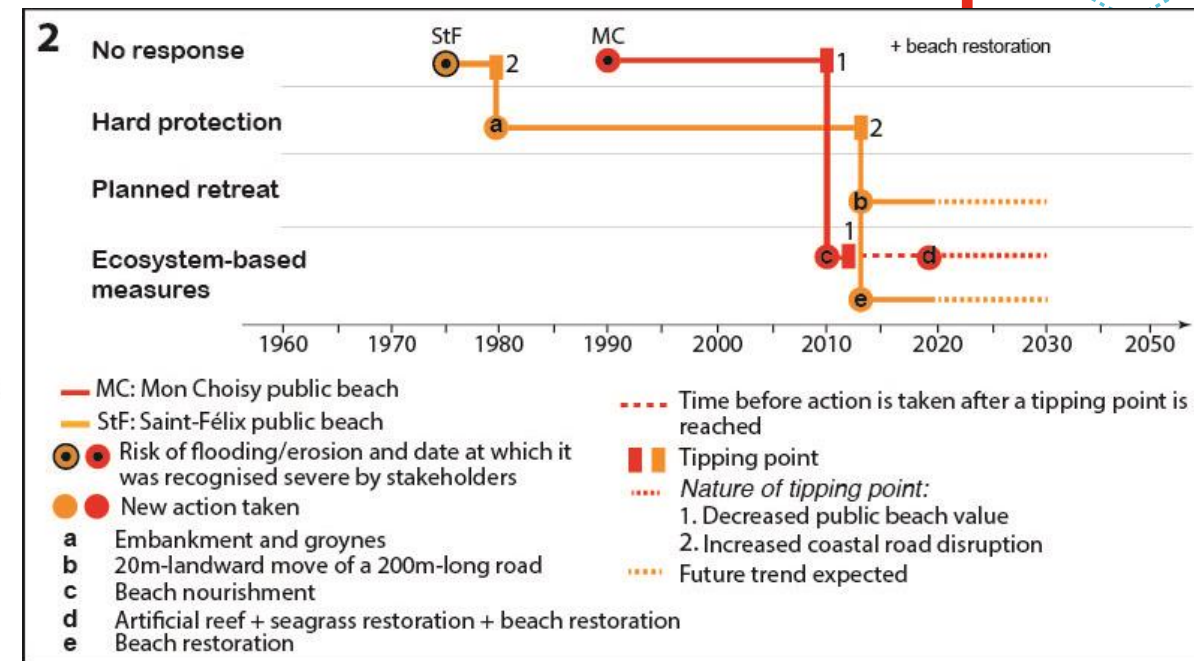 2
No response
StF
2
MC
1
+ beach restoration
Hard protection
a
2
Planned retreat
b
1
Ecosystem-based
measures
c
d
e
1960 1970 1980 1990 2000 2010 2020 2030 2050
MC: Mon Choisy public beach
StF: Saint-Félix public beach
Risk of flooding/erosion and date at which it
was recognised severe by stakeholders
New action taken
a Embankment and groynes
b 20m-landward move of a 200m-long road
c Beach nourishment
d Artificial reef + seagrass restoration + beach restoration
e Beach restoration
Time before action is taken after a tipping point is
reached
Tipping point
Nature of tipping point:
1. Decreased public beach value
2. Increased coastal road disruption
Future trend expected